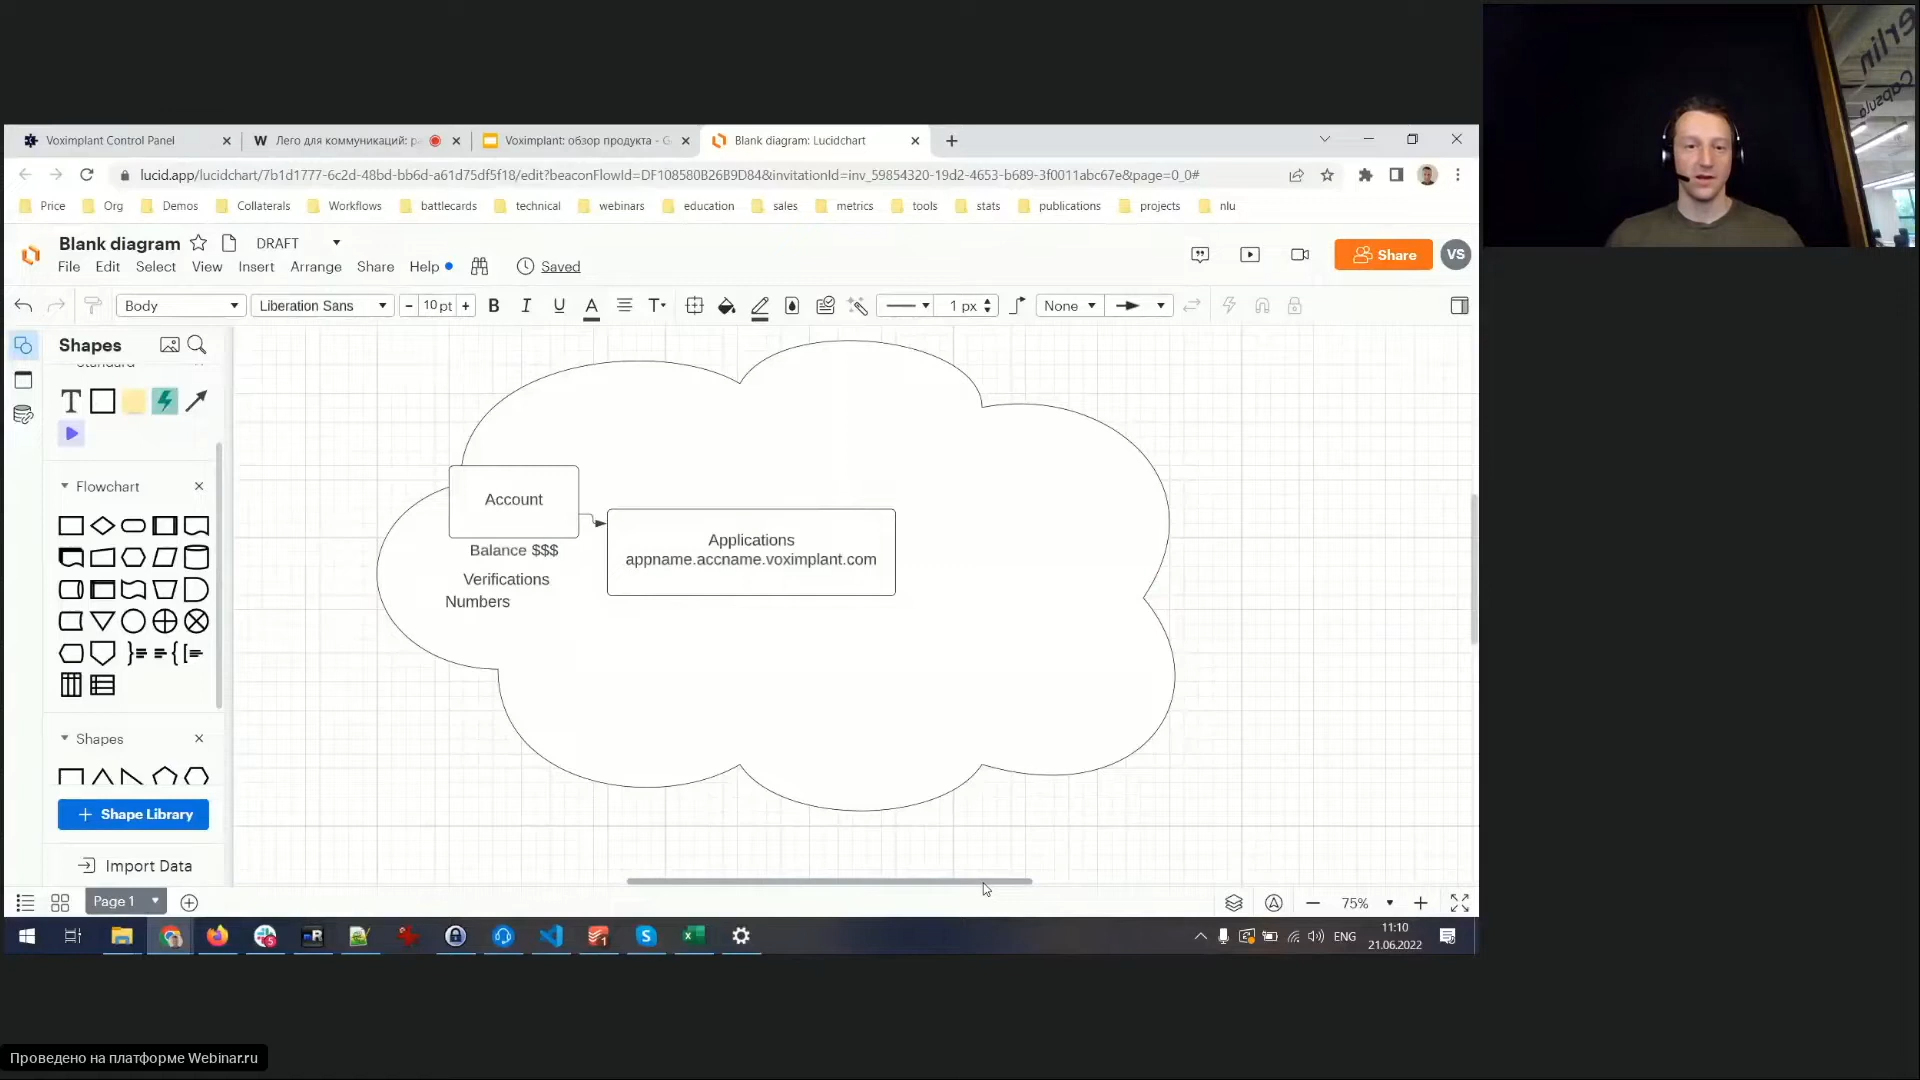 Voximplant Control Panel
Лего для коммуникаций: р
Voximplant: обзор продукта - G
Blank diagram: Lucidchart
lucid.app/lucidchart/7b1d1777-6c2d-48bd-bb6d-a61d75df5f18/edit?beaconFlowId=DF108580B26B9D84&invitationId=inv_59854320-19d2-4653-b689-3f0011abc67e&page=0_0#
Price
Org
Demos
Collaterals
Workflows
battlecards
technical
webinars
education
sales
metrics
tools
stats
publications
projects
nlu
Blank diagram
DRAFT
File
Edit
Select
View
Insert
Arrange
Share
Help
Saved
Share
VS
Body
Liberation Sans
10 pt
1 px
None
Shapes
Standard
Flowchart
Shapes
Shape Library
Import Data
Account
Balance $$$
Verifications
Numbers
Applications
appname.accname.voximplant.com
Page 1
75%
ENG
11:10
21.06.2022
erlin
Capsule
Проведено на платформе Webinar.ru